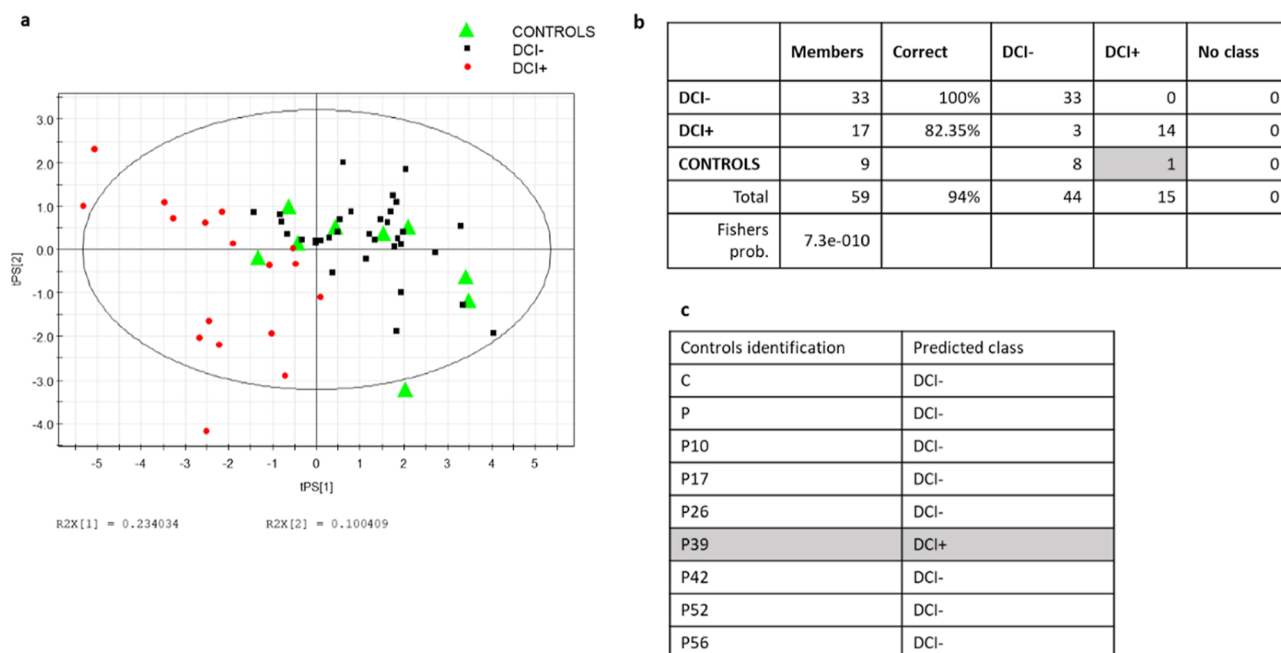 a
CONTROLS
DCI-
DCI+
3.0
2.0
1.0
0.0
-1.0
-2.0
-3.0
-4.0
tPS[2]
-5 -4 -3 -2 -1 0 1 2 3 4 5
tPS[1]
R2X[1] = 0.234034 R2X[2] = 0.100409
b
Members Correct DCI- DCI+ No class
DCI- 33 100% 33 0 0
DCI+ 17 82.35% 3 14 0
CONTROLS 9 8 1 0
Total 59 94% 44 15 0
Fishers
prob. 7.3e-010
c
Controls identification Predicted class
C DCI-
P DCI-
P10 DCI-
P17 DCI-
P26 DCI-
P39 DCI+
P42 DCI-
P52 DCI-
P56 DCI-